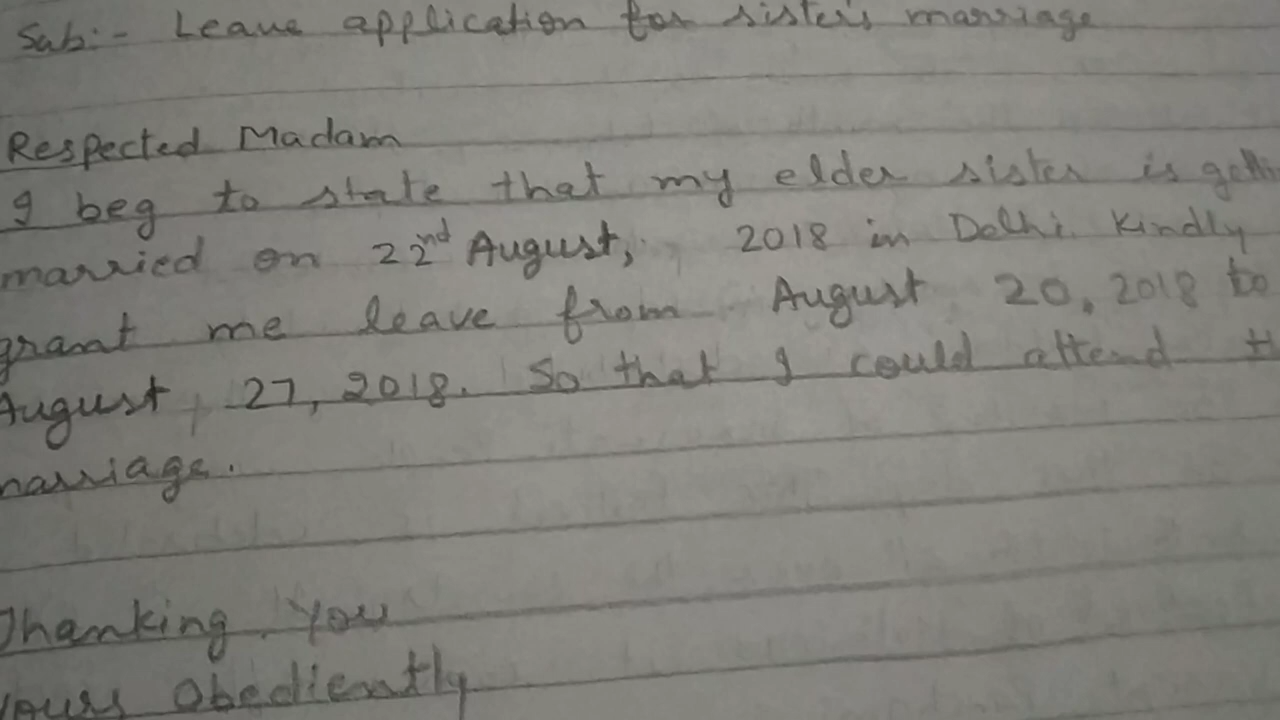 Sub:- Leave application for sister's marriage
Respected Madam
I beg to state that my elder sister is
married on 22nd August, 2018 in Delhi. Kindly
grant me leave from August 20, 2018 to
August, 27, 2018. So that I could attend
marriage.
Thanking You
Yours Obediently